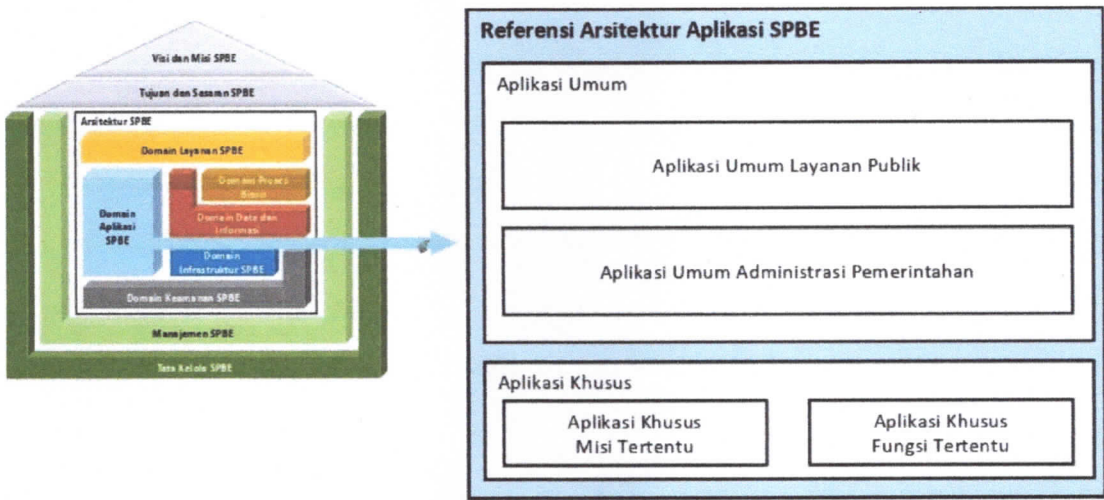 Visi dan Misi SPBE
Tujuan dan Sasaran SPBE
Arsitektur SPBE
Domain Layanan SPBE
Domain Proses
Bisnis
Domain
Aplikasi
SPBE
Domain Data dan
Informasi
Domain
Infrastruktur SPBE
Domain Keamanan SPBE
Manajemen SPBE
Tata Kelola SPBE
Referensi Arsitektur Aplikasi SPBE
Aplikasi Umum
Aplikasi Umum Layanan Publik
Aplikasi Umum Administrasi Pemerintahan
Aplikasi Khusus
Aplikasi Khusus
Misi Tertentu
Aplikasi Khusus
Fungsi Tertentu